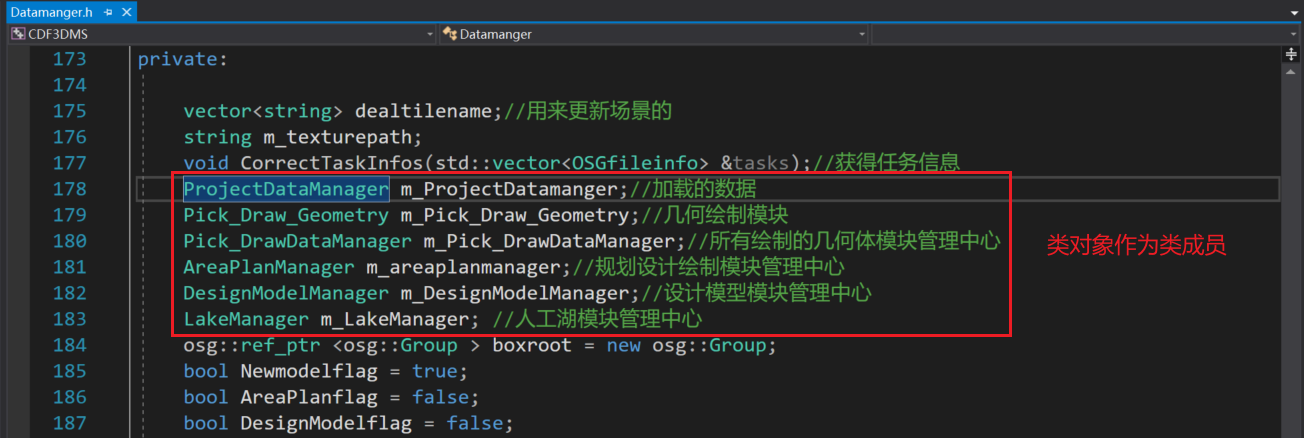 Datamanger.h
CDF3DMS
Datamanger
173 private:
174
175 vector<string> dealtilename;//用来更新场景的
176 string m_texturepath;
177 void CorrectTaskInfos(std::vector<OSGfileinfo> &tasks);//获得任务信息
178 ProjectDataManager m_ProjectDatamanger;//加载的数据
179 Pick_Draw_Geometry m_Pick_Draw_Geometry;//几何绘制模块
180 Pick_DrawDataManager m_Pick_DrawDataManager;//所有绘制的几何体模块管理中心
181 AreaPlanManager m_areaplanmanager;//规划设计绘制模块管理中心
182 DesignModelManager m_DesignModelManager;//设计模型模块管理中心
183 LakeManager m_LakeManager; //人工湖模块管理中心
类对象作为类成员
184 osg::ref_ptr <osg::Group > boxroot = new osg::Group;
185 bool Newmodelflag = true;
186 bool AreaPlanflag = false;
187 bool DesignModelflag = false;